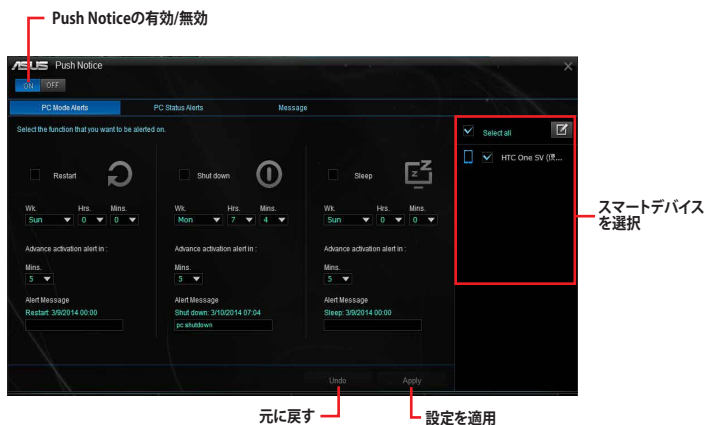 Push Noticeの有効/無効
ASUS Push Notice
ON OFF
PC Mode Alerts PC Status Alerts Message
Select the function that you want to be alerted on.
Select all
HTC One SV
Restart Shut down Sleep
Wk. Hrs. Mins. Wk. Hrs. Mins. Wk. Hrs. Mins.
Sun 0 0 Mon 7 4 Sun 0 0
Advance activation alert in : Advance activation alert in : Advance activation alert in :
Mins. Mins. Mins.
5 5 5
Alert Message Alert Message Alert Message
Restart: 3/9/2014 00:00 Shut down: 3/10/2014 07:04 Sleep: 3/9/2014 00:00
pc shutdown
Undo Apply
スマートデバイス
を選択
元に戻す 設定を適用